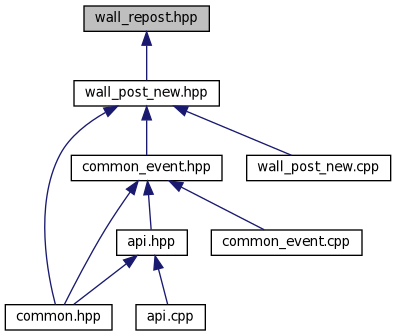 wall_repost.hpp
wall_post_new.hpp
common_event.hpp
wall_post_new.cpp
api.hpp
common_event.cpp
common.hpp
api.cpp